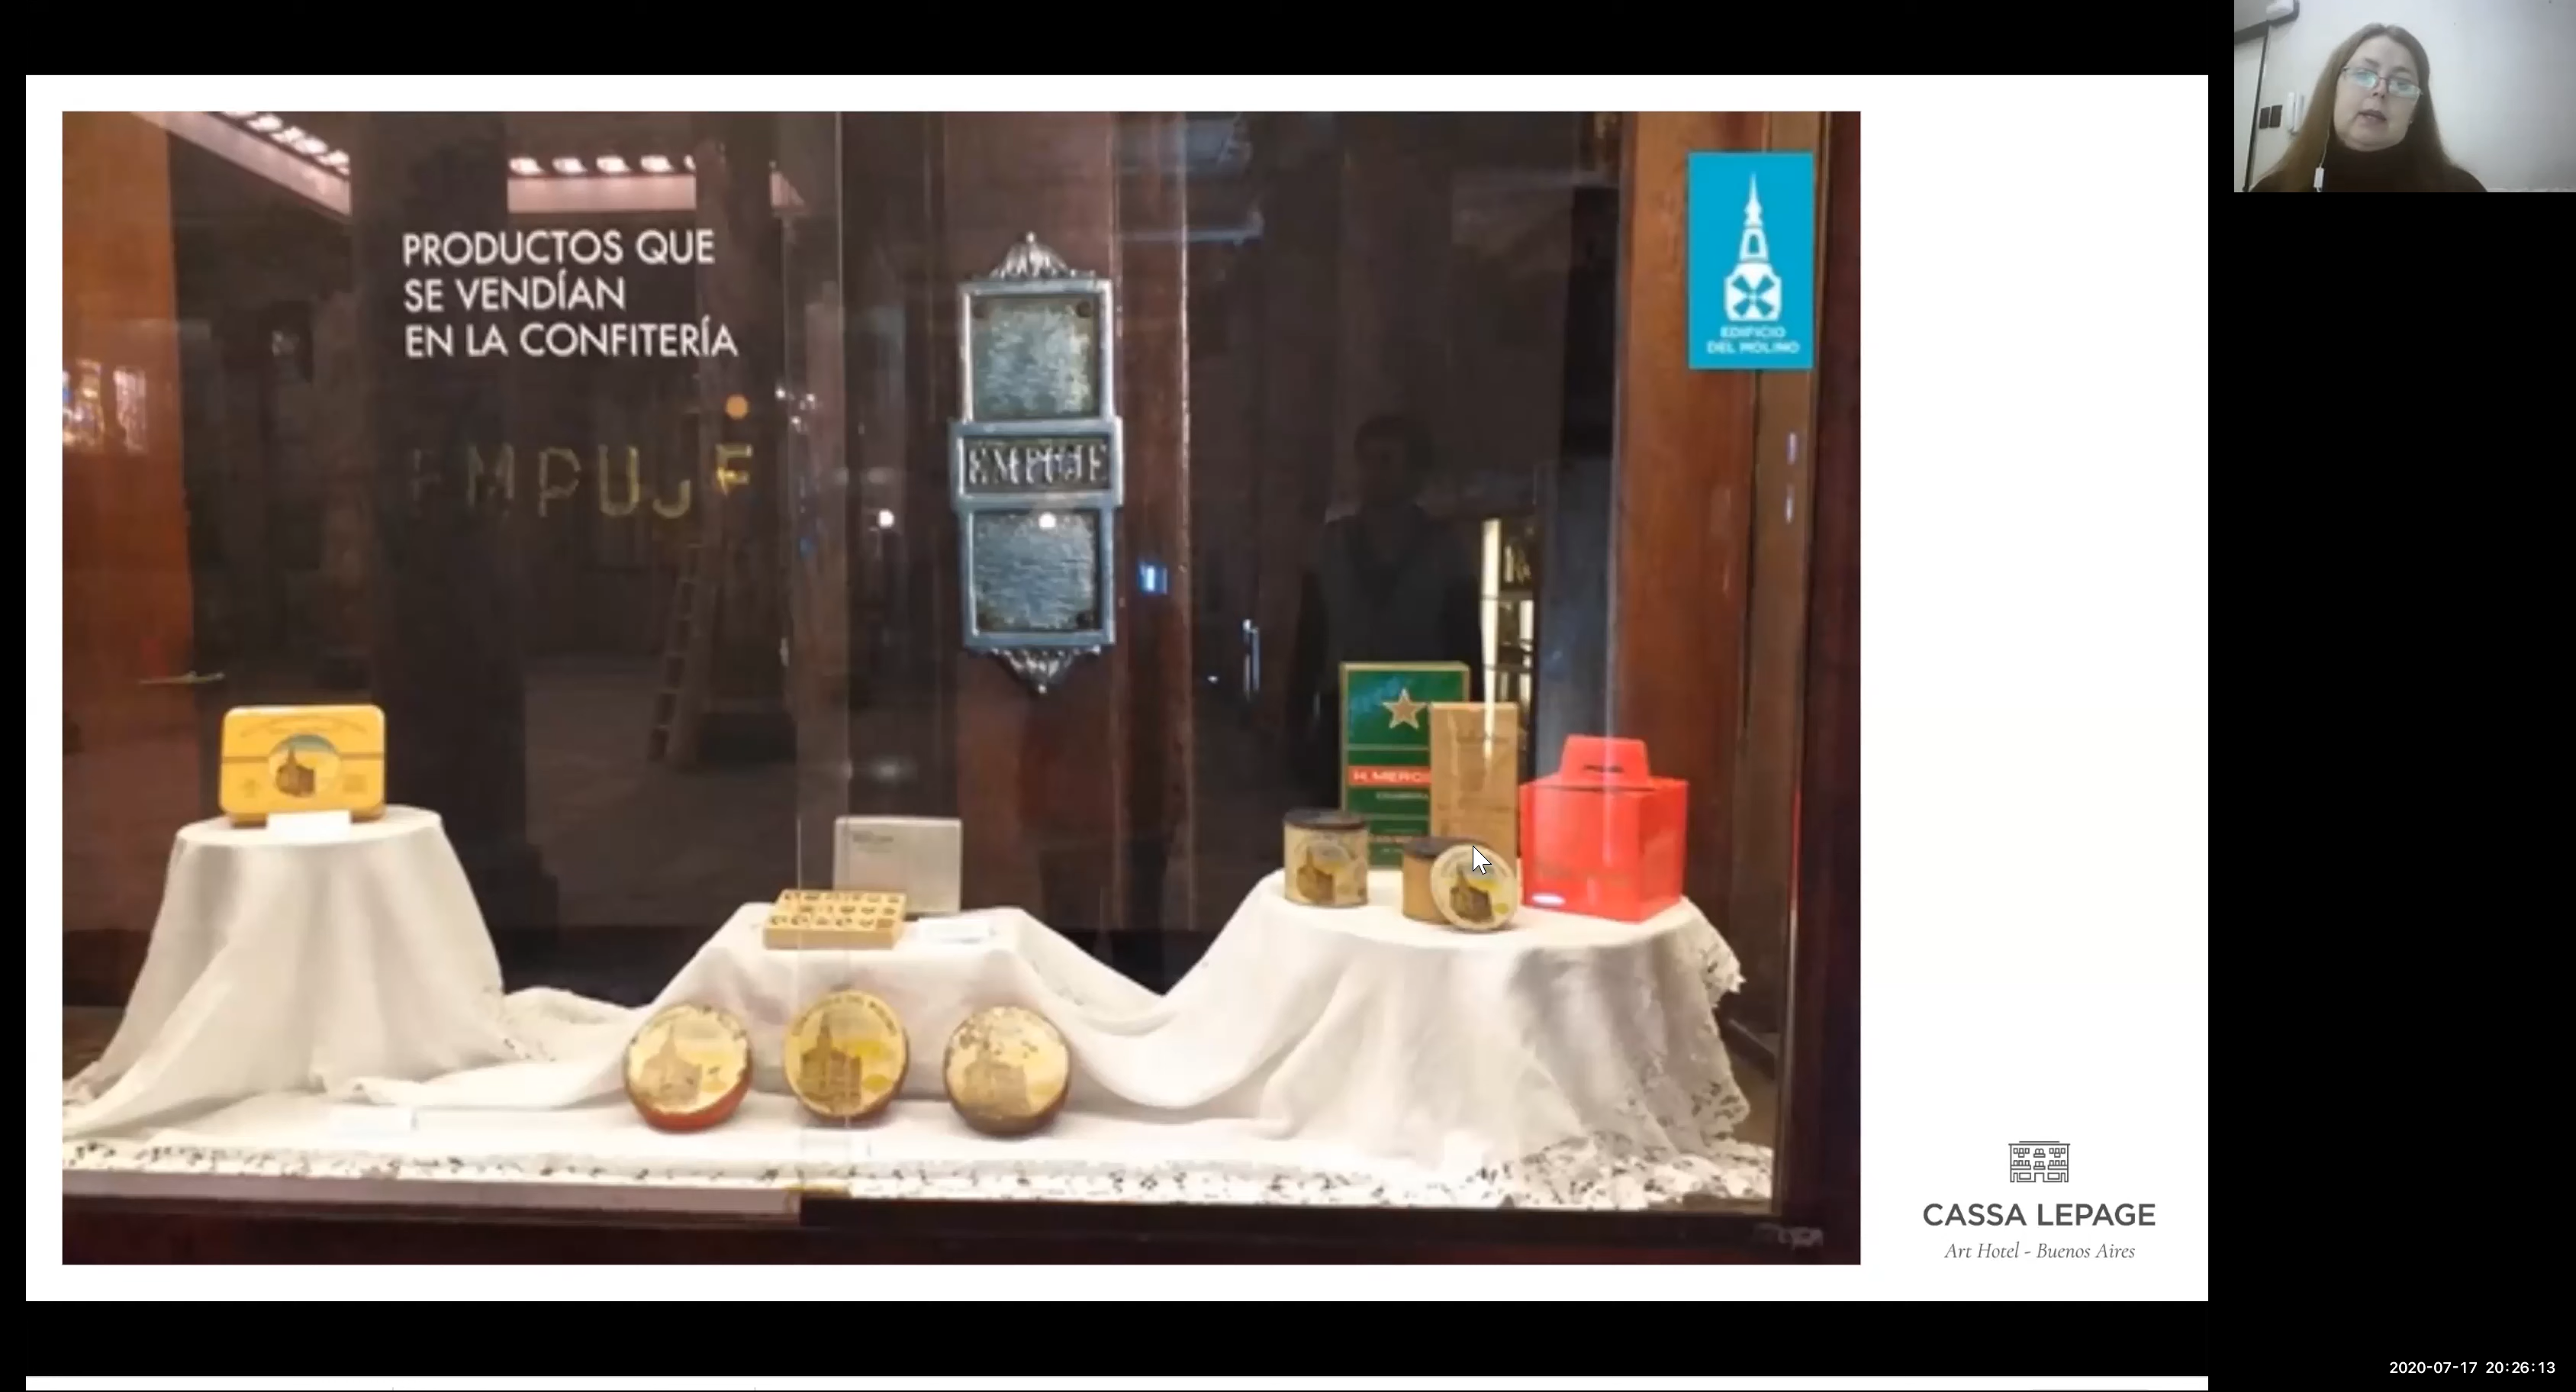 PRODUCTOS QUE
SE VENDÍAN
EN LA CONFITERÍA
EDIFICIO
DEL MOLINO
EMPUJE
EMPUJE
CASSA LEPAGE
Art Hotel - Buenos Aires
2020-07-17 20:26:13